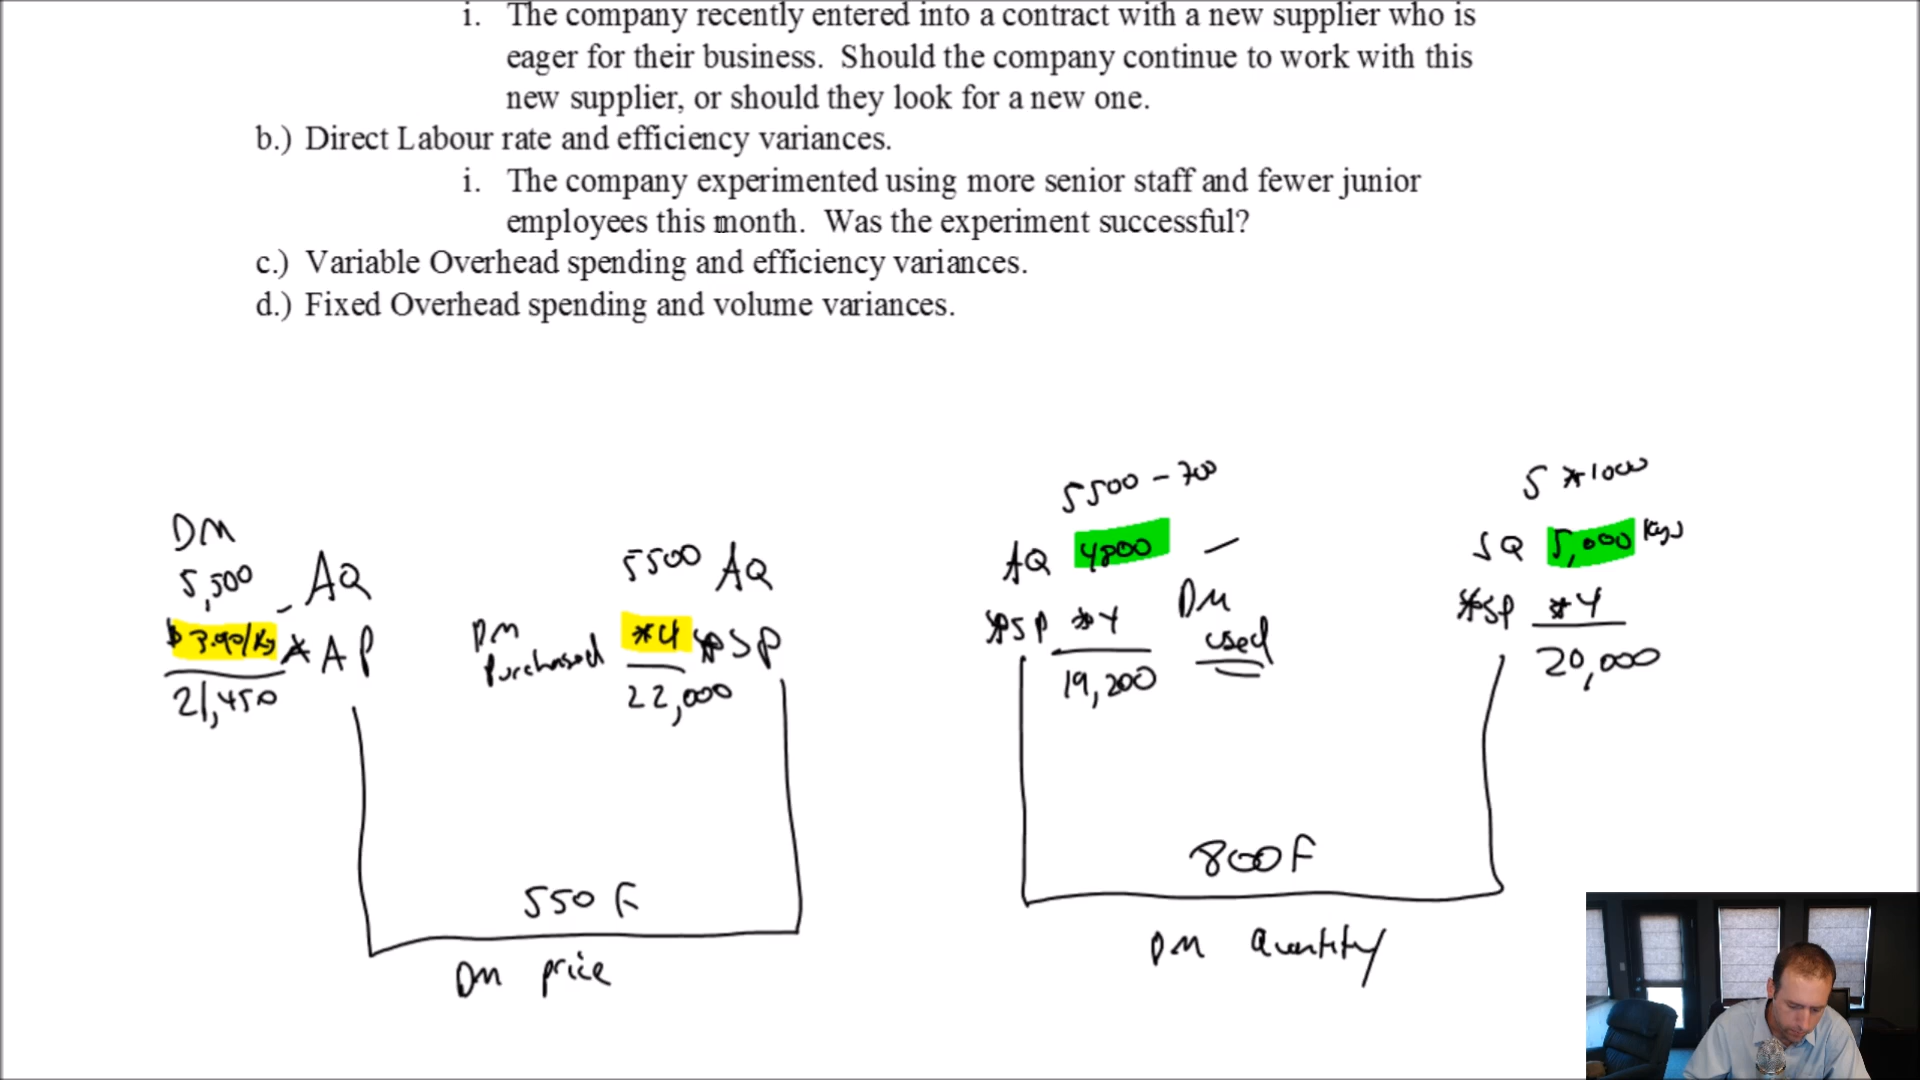 i. The company recently entered into a contract with a new supplier who is
eager for their business. Should the company continue to work with this
new supplier, or should they look for a new one.
b.) Direct Labour rate and efficiency variances.
i. The company experimented using more senior staff and fewer junior
employees this month. Was the experiment successful?
c.) Variable Overhead spending and efficiency variances.
d.) Fixed Overhead spending and volume variances.
DM
5,500 AQ
$3.90/kg * AP
21,450
DM
Purchased
5500 AQ
*4 *SP
22,000
550 F
DM price
5500 - 700
AQ 4800
*SP *4
19,200
DM
used
5 * 1000
SQ 5,000 kgs
*SP *4
20,000
800 F
DM Quantity